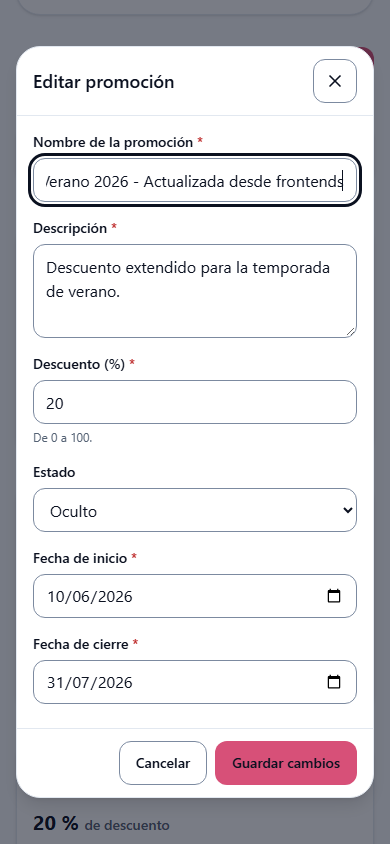 Editar promoción
Nombre de la promoción *
Verano 2026 - Actualizada desde frontends
Descripción *
Descuento extendido para la temporada
de verano.
Descuento (%) *
20
De 0 a 100.
Estado
Oculto
Fecha de inicio *
10/06/2026
Fecha de cierre *
31/07/2026
Cancelar
Guardar cambios
20 % de descuento